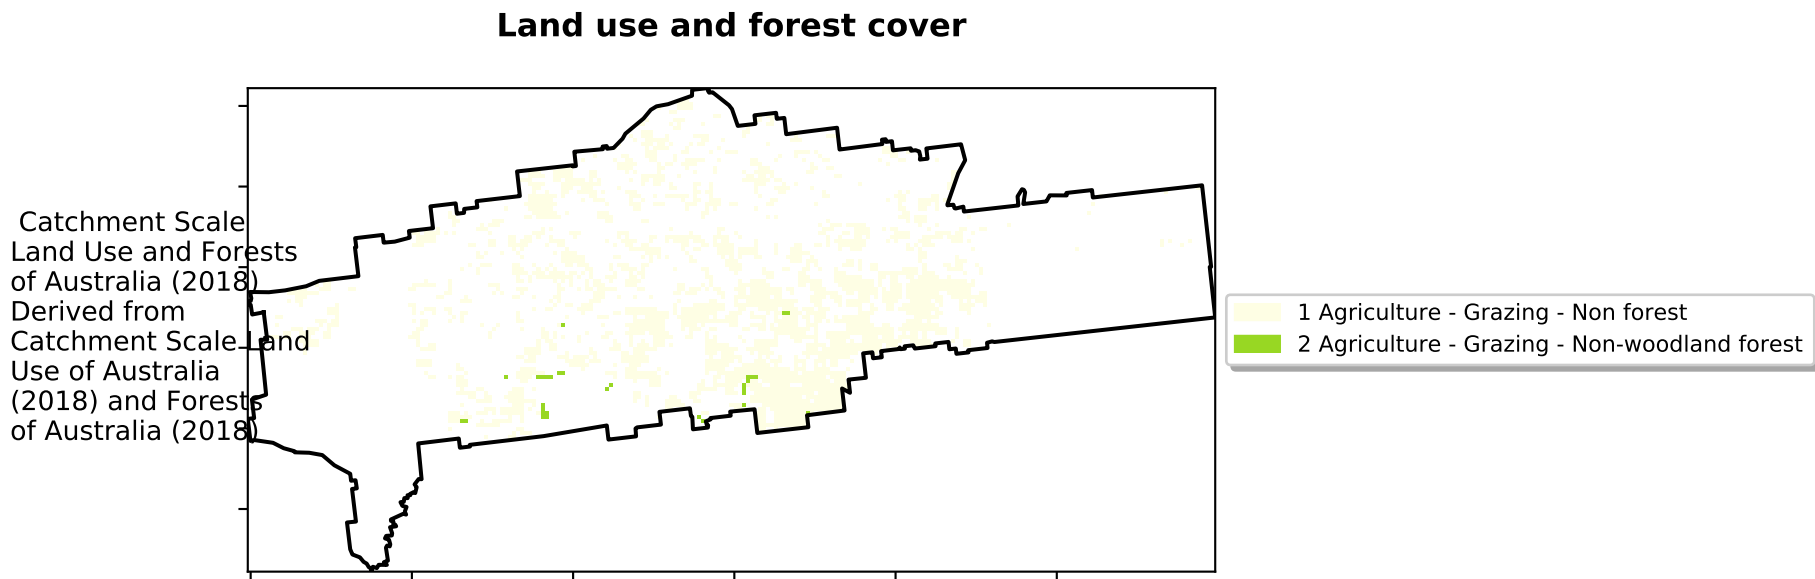 Land use and forest cover
Catchment Scale
Land Use and Forests
of Australia (2018)
Derived from
Catchment Scale Land
Use of Australia
(2018) and Forests
of Australia (2018)
1 Agriculture - Grazing - Non forest
2 Agriculture - Grazing - Non-woodland forest